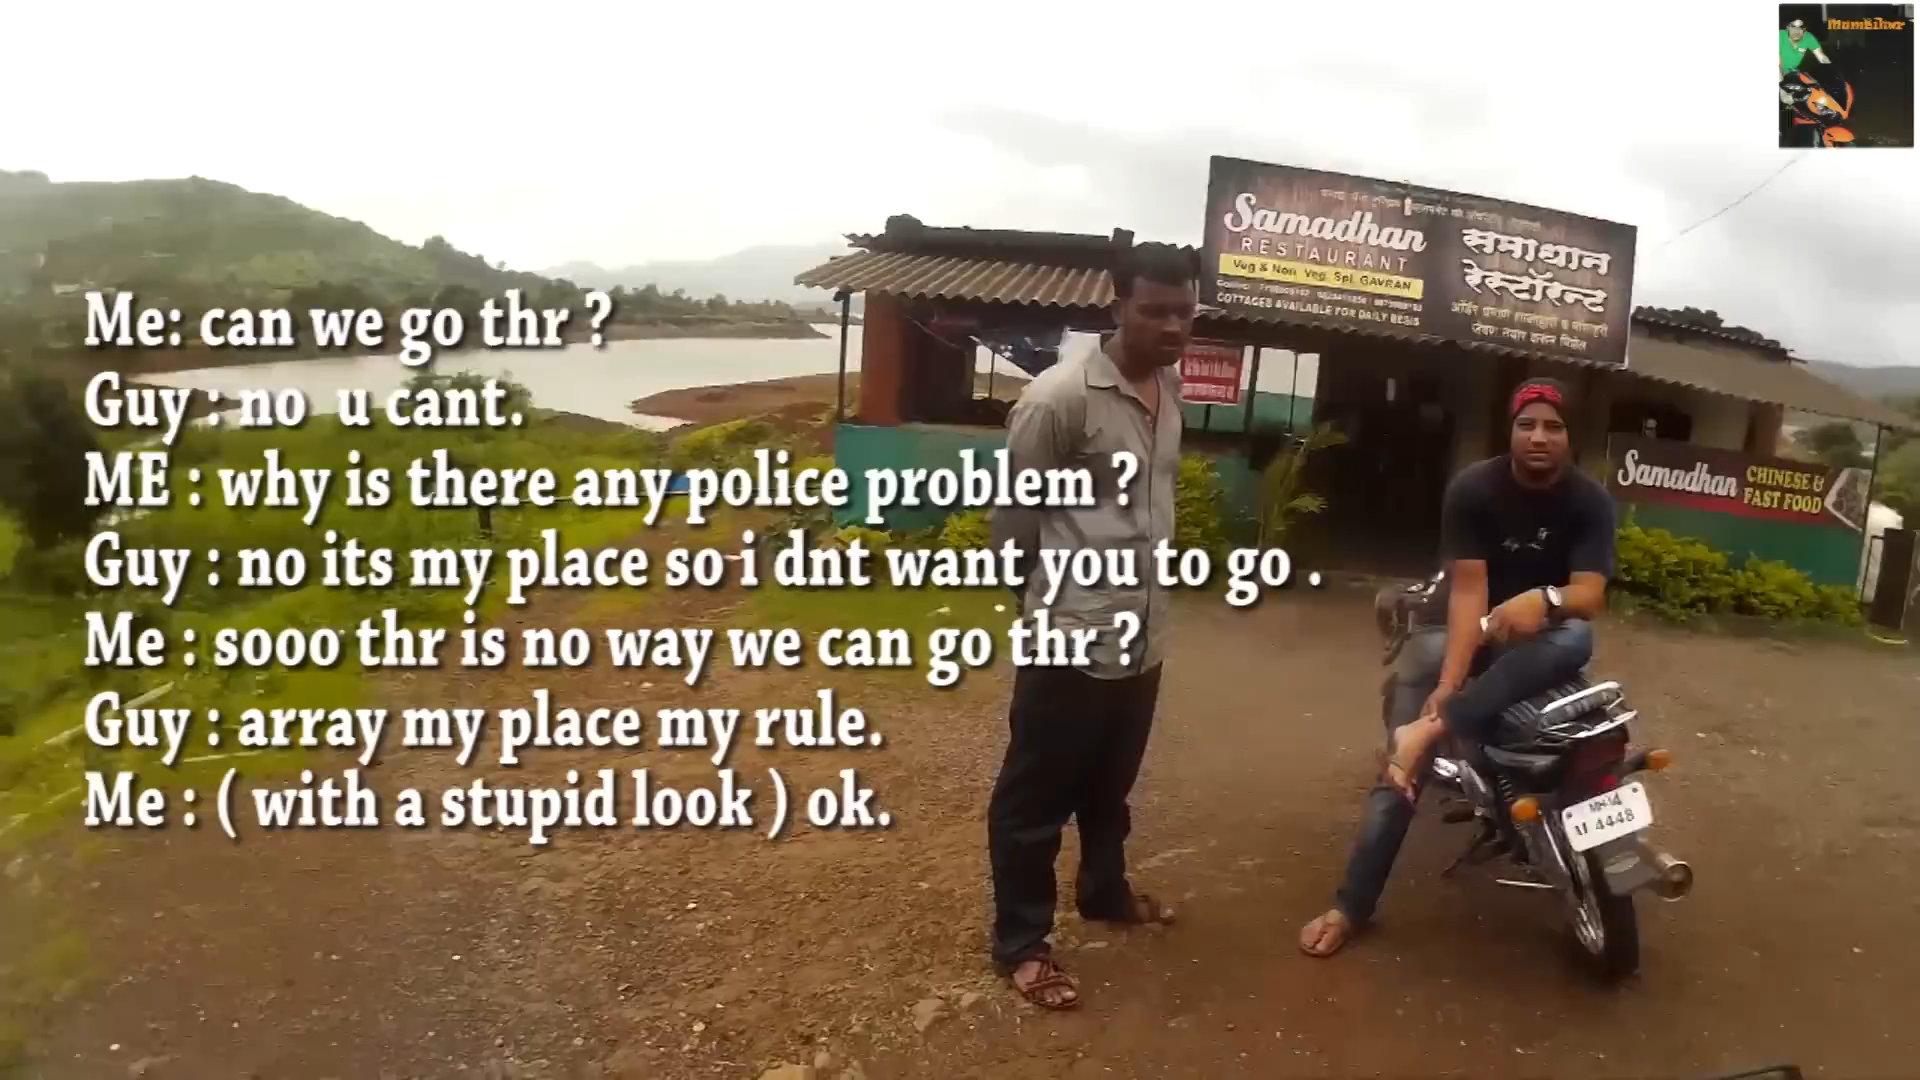 Mumbiker
Me: can we go thr ?
Guy : no u cant.
ME : why is there any police problem ?
Guy : no its my place so i dnt want you to go .
Me : sooo thr is no way we can go thr ?
Guy : array my place my rule.
Me : ( with a stupid look ) ok.
Samadhan
RESTAURANT
Veg & Non. Veg. Spl. GAVRAN
COTTAGES AVAILABLE FOR DAILY BESIS
समाधान
रेस्टॉरन्ट
Samadhan
CHINESE &
FAST FOOD
MH-14
4448